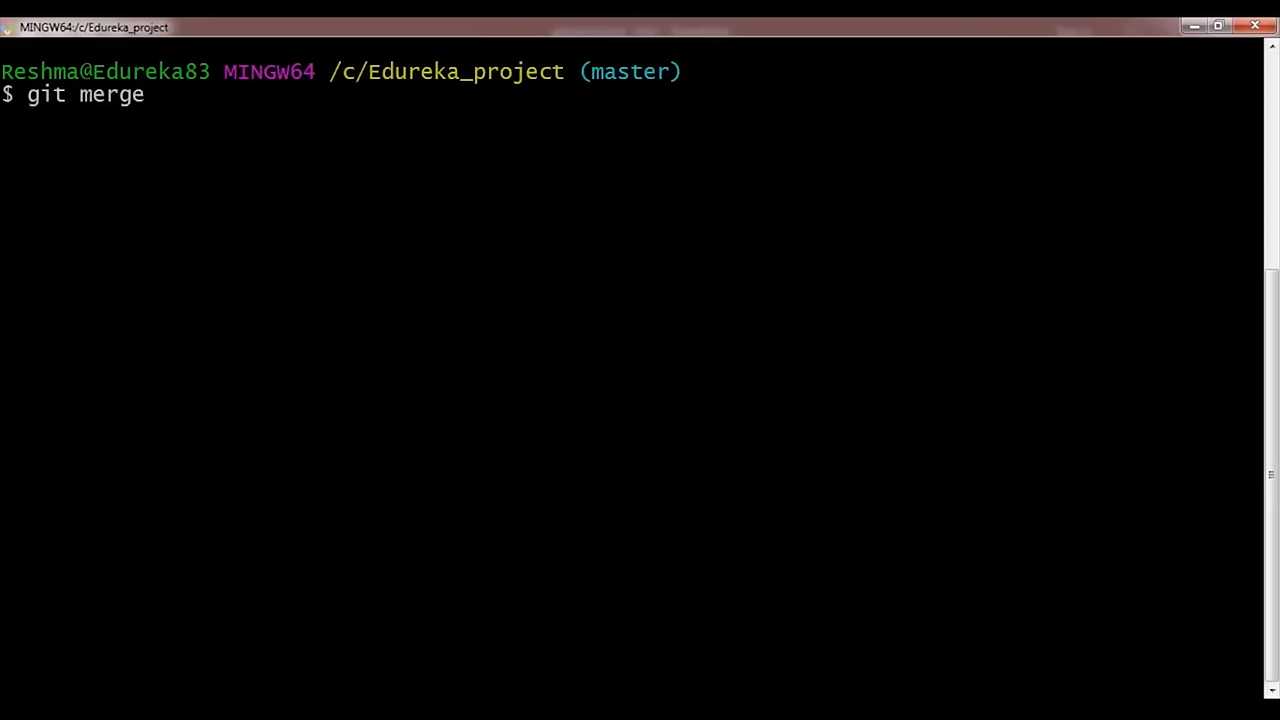 MINGW64:/c/Edureka_project
Reshma@Edureka83 MINGW64 /c/Edureka_project (master)
$ git merge